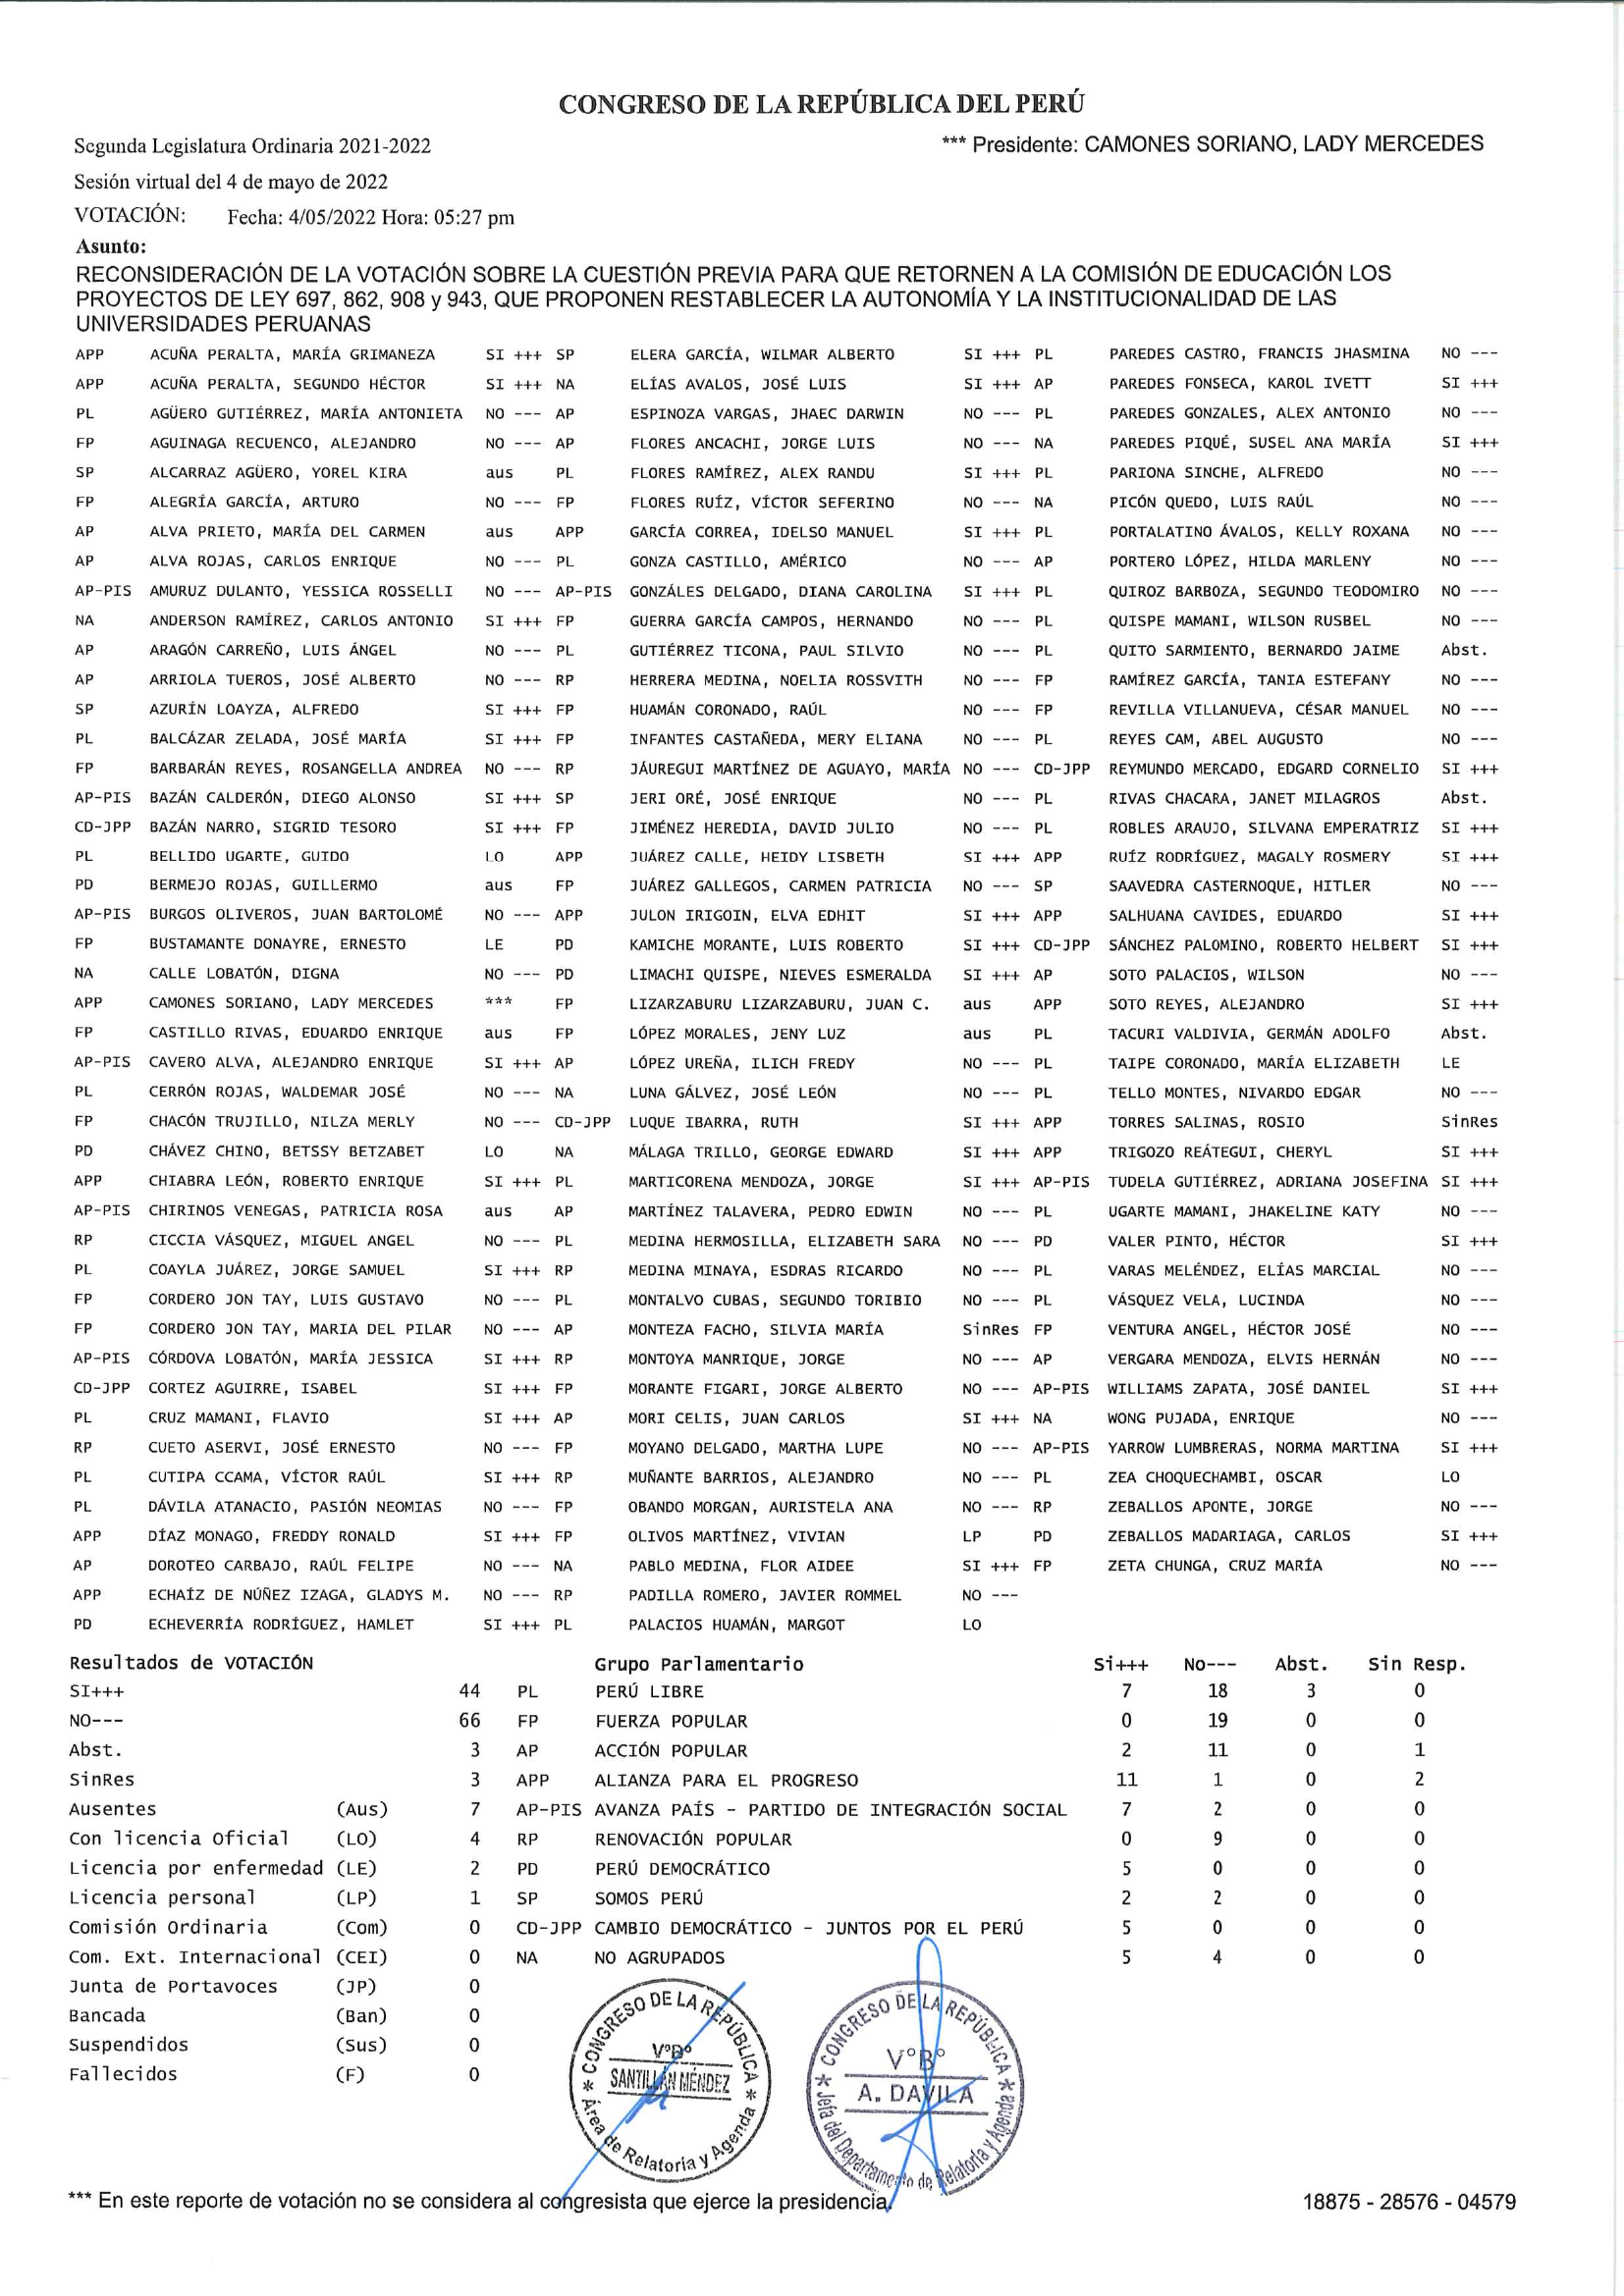 CONGRESO DE LA REPÚBLICA DEL PERÚ
Segunda Legislatura Ordinaria 2021-2022 *** Presidente: CAMONES SORIANO, LADY MERCEDES
Sesión virtual del 4 de mayo de 2022
VOTACIÓN: Fecha: 4/05/2022 Hora: 05:27 pm
Asunto:
RECONSIDERACIÓN DE LA VOTACIÓN SOBRE LA CUESTIÓN PREVIA PARA QUE RETORNEN A LA COMISIÓN DE EDUCACIÓN LOS
PROYECTOS DE LEY 697, 862, 908 y 943, QUE PROPONEN RESTABLECER LA AUTONOMÍA Y LA INSTITUCIONALIDAD DE LAS
UNIVERSIDADES PERUANAS
APP ACUÑA PERALTA, MARÍA GRIMANEZA SI +++ SP ELERA GARCÍA, WILMAR ALBERTO SI +++ PL PAREDES CASTRO, FRANCIS JHASMINA NO ---
APP ACUÑA PERALTA, SEGUNDO HÉCTOR SI +++ NA ELÍAS AVALOS, JOSÉ LUIS SI +++ AP PAREDES FONSECA, KAROL IVETT SI +++
PL AGÜERO GUTIÉRREZ, MARÍA ANTONIETA NO --- AP ESPINOZA VARGAS, JHAEC DARWIN NO --- PL PAREDES GONZALES, ALEX ANTONIO NO ---
FP AGUINAGA RECUENCO, ALEJANDRO NO --- AP FLORES ANCACHI, JORGE LUIS NO --- NA PAREDES PIQUÉ, SUSEL ANA MARÍA SI +++
SP ALCARRAZ AGÜERO, YOREL KIRA aus PL FLORES RAMÍREZ, ALEX RANDU SI +++ PL PARIONA SINCHE, ALFREDO NO ---
FP ALEGRÍA GARCÍA, ARTURO NO --- FP FLORES RUÍZ, VÍCTOR SEFERINO NO --- NA PICÓN QUEDO, LUIS RAÚL NO ---
AP ALVA PRIETO, MARÍA DEL CARMEN aus APP GARCÍA CORREA, IDELSO MANUEL SI +++ PL PORTALATINO ÁVALOS, KELLY ROXANA NO ---
AP ALVA ROJAS, CARLOS ENRIQUE NO --- PL GONZA CASTILLO, AMÉRICO NO --- AP PORTERO LÓPEZ, HILDA MARLENY NO ---
AP-PIS AMURUZ DULANTO, YESSICA ROSSELLI NO --- AP-PIS GONZÁLES DELGADO, DIANA CAROLINA SI +++ PL QUIROZ BARBOZA, SEGUNDO TEODOMIRO NO ---
NA ANDERSON RAMÍREZ, CARLOS ANTONIO SI +++ FP GUERRA GARCÍA CAMPOS, HERNANDO NO --- PL QUISPE MAMANI, WILSON RUSBEL NO ---
AP ARAGÓN CARREÑO, LUIS ÁNGEL NO --- PL GUTIÉRREZ TICONA, PAUL SILVIO NO --- PL QUITO SARMIENTO, BERNARDO JAIME Abst.
AP ARRIOLA TUEROS, JOSÉ ALBERTO NO --- RP HERRERA MEDINA, NOELIA ROSSVITH NO --- FP RAMÍREZ GARCÍA, TANIA ESTEFANY NO ---
SP AZURÍN LOAYZA, ALFREDO SI +++ FP HUAMÁN CORONADO, RAÚL NO --- FP REVILLA VILLANUEVA, CÉSAR MANUEL NO ---
PL BALCÁZAR ZELADA, JOSÉ MARÍA SI +++ FP INFANTES CASTAÑEDA, MERY ELIANA NO --- PL REYES CAM, ABEL AUGUSTO NO ---
FP BARBARÁN REYES, ROSANGELLA ANDREA NO --- RP JÁUREGUI MARTÍNEZ DE AGUAYO, MARÍA NO --- CD-JPP REYMUNDO MERCADO, EDGARD CORNELIO SI +++
AP-PIS BAZÁN CALDERÓN, DIEGO ALONSO SI +++ SP JERI ORÉ, JOSÉ ENRIQUE NO --- PL RIVAS CHACARA, JANET MILAGROS Abst.
CD-JPP BAZÁN NARRO, SIGRID TESORO SI +++ FP JIMÉNEZ HEREDIA, DAVID JULIO NO --- PL ROBLES ARAUJO, SILVANA EMPERATRIZ SI +++
PL BELLIDO UGARTE, GUIDO LO APP JUÁREZ CALLE, HEIDY LISBETH SI +++ APP RUÍZ RODRÍGUEZ, MAGALY ROSMERY SI +++
PD BERMEJO ROJAS, GUILLERMO aus FP JUÁREZ GALLEGOS, CARMEN PATRICIA NO --- SP SAAVEDRA CASTERNOQUE, HITLER NO ---
AP-PIS BURGOS OLIVEROS, JUAN BARTOLOMÉ NO --- APP JULON IRIGOIN, ELVA EDHIT SI +++ APP SALHUANA CAVIDES, EDUARDO SI +++
FP BUSTAMANTE DONAYRE, ERNESTO LE PD KAMICHE MORANTE, LUIS ROBERTO SI +++ CD-JPP SÁNCHEZ PALOMINO, ROBERTO HELBERT SI +++
NA CALLE LOBATÓN, DIGNA NO --- PD LIMACHI QUISPE, NIEVES ESMERALDA SI +++ AP SOTO PALACIOS, WILSON NO ---
APP CAMONES SORIANO, LADY MERCEDES *** FP LIZARZABURU LIZARZABURU, JUAN C. aus APP SOTO REYES, ALEJANDRO SI +++
FP CASTILLO RIVAS, EDUARDO ENRIQUE aus FP LÓPEZ MORALES, JENY LUZ aus PL TACURI VALDIVIA, GERMÁN ADOLFO Abst.
AP-PIS CAVERO ALVA, ALEJANDRO ENRIQUE SI +++ AP LÓPEZ UREÑA, ILICH FREDY NO --- PL TAIPE CORONADO, MARÍA ELIZABETH LE
PL CERRÓN ROJAS, WALDEMAR JOSÉ NO --- NA LUNA GÁLVEZ, JOSÉ LEÓN NO --- PL TELLO MONTES, NIVARDO EDGAR NO ---
FP CHACÓN TRUJILLO, NILZA MERLY NO --- CD-JPP LUQUE IBARRA, RUTH SI +++ APP TORRES SALINAS, ROSIO SinRes
PD CHÁVEZ CHINO, BETSSY BETZABET LO NA MÁLAGA TRILLO, GEORGE EDWARD SI +++ APP TRIGOZO REÁTEGUI, CHERYL SI +++
APP CHIABRA LEÓN, ROBERTO ENRIQUE SI +++ PL MARTICORENA MENDOZA, JORGE SI +++ AP-PIS TUDELA GUTIÉRREZ, ADRIANA JOSEFINA SI +++
AP-PIS CHIRINOS VENEGAS, PATRICIA ROSA aus AP MARTÍNEZ TALAVERA, PEDRO EDWIN NO --- PL UGARTE MAMANI, JHAKELINE KATY NO ---
RP CICCIA VÁSQUEZ, MIGUEL ANGEL NO --- PL MEDINA HERMOSILLA, ELIZABETH SARA NO --- PD VALER PINTO, HÉCTOR SI +++
PL COAYLA JUÁREZ, JORGE SAMUEL SI +++ RP MEDINA MINAYA, ESDRAS RICARDO NO --- PL VARAS MELÉNDEZ, ELÍAS MARCIAL NO ---
FP CORDERO JON TAY, LUIS GUSTAVO NO --- PL MONTALVO CUBAS, SEGUNDO TORIBIO NO --- PL VÁSQUEZ VELA, LUCINDA NO ---
FP CORDERO JON TAY, MARIA DEL PILAR NO --- AP MONTEZA FACHO, SILVIA MARÍA SinRes FP VENTURA ANGEL, HÉCTOR JOSÉ NO ---
AP-PIS CÓRDOVA LOBATÓN, MARÍA JESSICA SI +++ RP MONTOYA MANRIQUE, JORGE NO --- AP VERGARA MENDOZA, ELVIS HERNÁN NO ---
CD-JPP CORTEZ AGUIRRE, ISABEL SI +++ FP MORANTE FIGARI, JORGE ALBERTO NO --- AP-PIS WILLIAMS ZAPATA, JOSÉ DANIEL SI +++
PL CRUZ MAMANI, FLAVIO SI +++ AP MORI CELIS, JUAN CARLOS SI +++ NA WONG PUJADA, ENRIQUE NO ---
RP CUETO ASERVI, JOSÉ ERNESTO NO --- FP MOYANO DELGADO, MARTHA LUPE NO --- AP-PIS YARROW LUMBRERAS, NORMA MARTINA SI +++
PL CUTIPA CCAMA, VÍCTOR RAÚL SI +++ RP MUÑANTE BARRIOS, ALEJANDRO NO --- PL ZEA CHOQUECHAMBI, OSCAR LO
PL DÁVILA ATANACIO, PASIÓN NEOMIAS NO --- FP OBANDO MORGAN, AURISTELA ANA NO --- RP ZEBALLOS APONTE, JORGE NO ---
APP DÍAZ MONAGO, FREDDY RONALD SI +++ FP OLIVOS MARTÍNEZ, VIVIAN LP PD ZEBALLOS MADARIAGA, CARLOS SI +++
AP DOROTEO CARBAJO, RAÚL FELIPE NO --- NA PABLO MEDINA, FLOR AIDEE SI +++ FP ZETA CHUNGA, CRUZ MARÍA NO ---
APP ECHAÍZ DE NÚÑEZ IZAGA, GLADYS M. NO --- RP PADILLA ROMERO, JAVIER ROMMEL NO ---
PD ECHEVERRÍA RODRÍGUEZ, HAMLET SI +++ PL PALACIOS HUAMÁN, MARGOT LO
Resultados de VOTACIÓN Grupo Parlamentario Si+++ No--- Abst. Sin Resp.
SI+++ 44 PL PERÚ LIBRE 7 18 3 0
NO--- 66 FP FUERZA POPULAR 0 19 0 0
Abst. 3 AP ACCIÓN POPULAR 2 11 0 1
SinRes 3 APP ALIANZA PARA EL PROGRESO 11 1 0 2
Ausentes (Aus) 7 AP-PIS AVANZA PAÍS - PARTIDO DE INTEGRACIÓN SOCIAL 7 2 0 0
Con licencia Oficial (LO) 4 RP RENOVACIÓN POPULAR 0 9 0 0
Licencia por enfermedad (LE) 2 PD PERÚ DEMOCRÁTICO 5 0 0 0
Licencia personal (LP) 1 SP SOMOS PERÚ 2 2 0 0
Comisión Ordinaria (Com) 0 CD-JPP CAMBIO DEMOCRÁTICO - JUNTOS POR EL PERÚ 5 0 0 0
Com. Ext. Internacional (CEI) 0 NA NO AGRUPADOS 5 4 0 0
Junta de Portavoces (JP) 0
Bancada (Ban) 0
Suspendidos (Sus) 0
Fallecidos (F) 0
* CONGRESO DE LA REPÚBLICA *
V°B°
SANTILLÁN MÉNDEZ
Área de Relatoría y Agenda
* CONGRESO DE LA REPÚBLICA *
V°B°
A. DAVILA
Jefa del Departamento de Relatoría y Agenda
*** En este reporte de votación no se considera al congresista que ejerce la presidencia. 18875 - 28576 - 04579